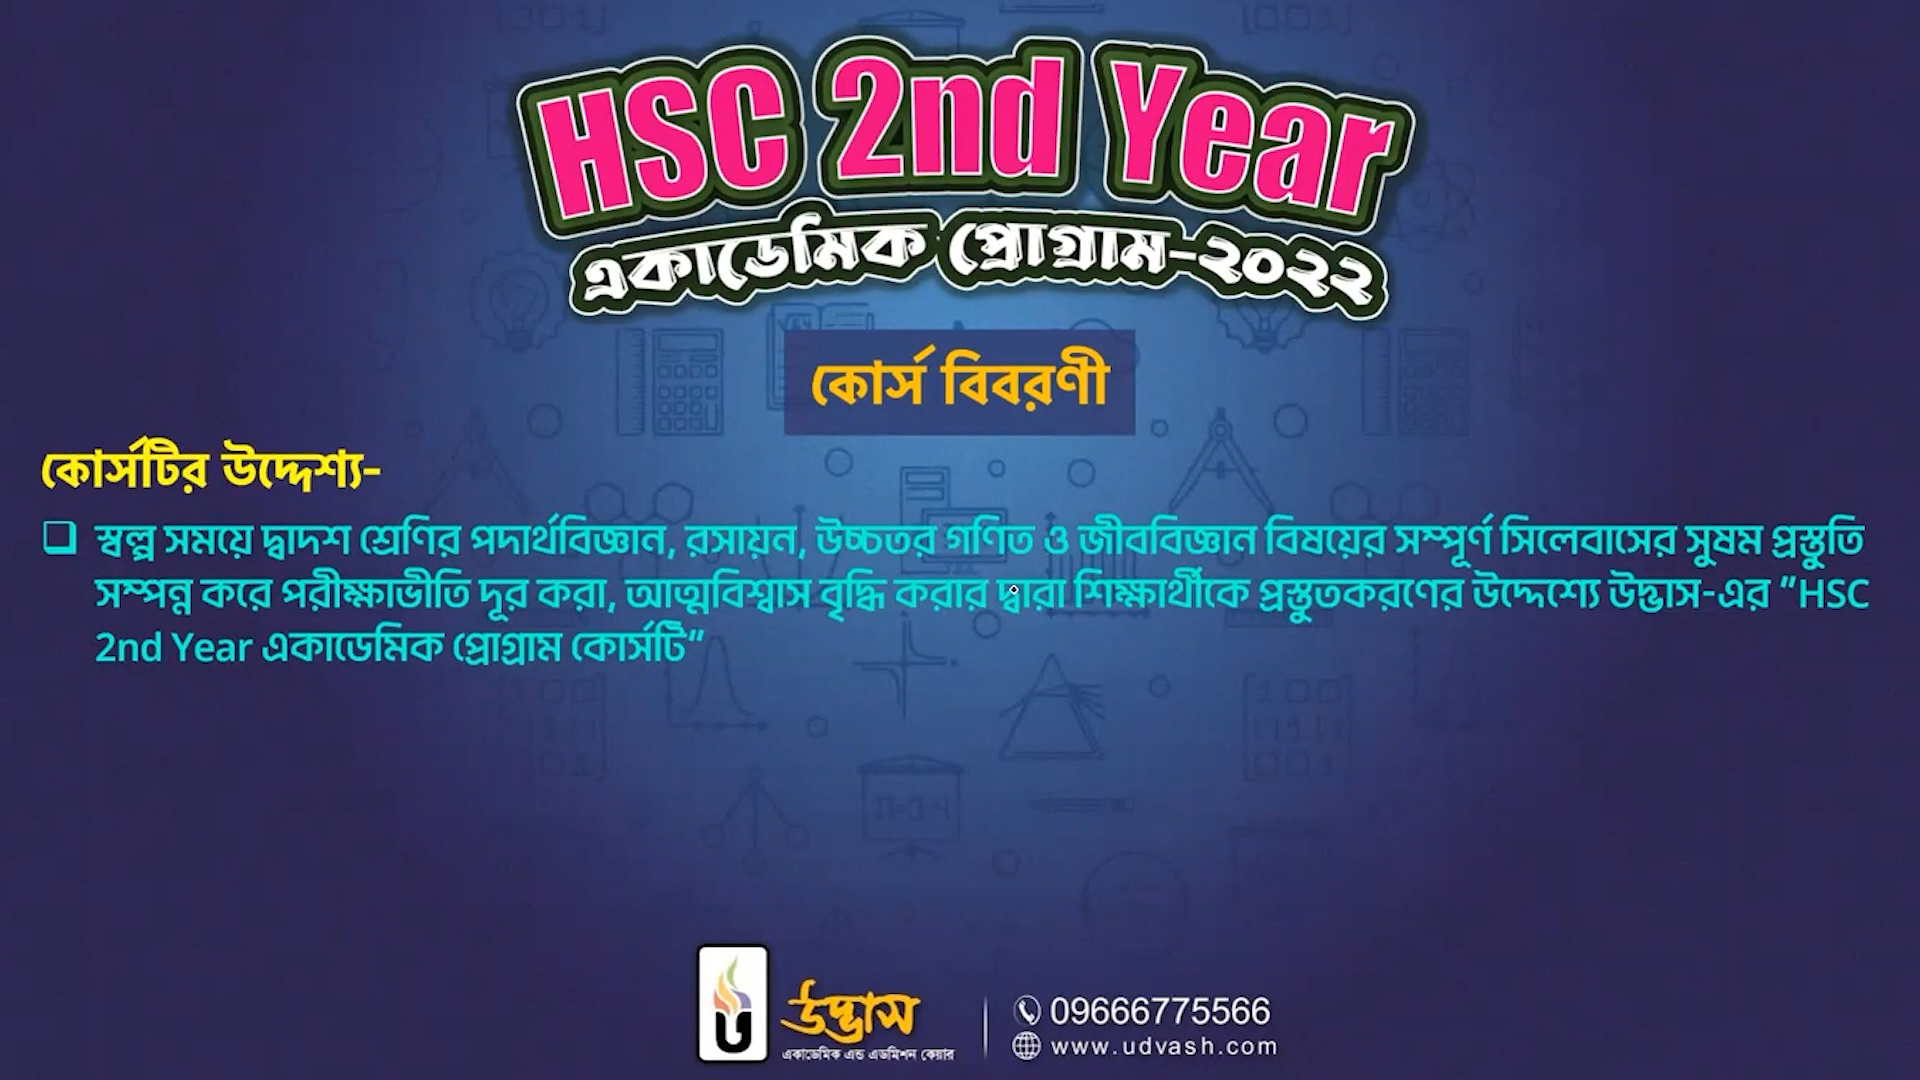 HSC 2nd Year
একাডেমিক প্রোগ্রাম-২০২২
কোর্স বিবরণী
কোর্সটির উদ্দেশ্য-
❑ স্বল্প সময়ে দ্বাদশ শ্রেণির পদার্থবিজ্ঞান, রসায়ন, উচ্চতর গণিত ও জীববিজ্ঞান বিষয়ের সম্পূর্ণ সিলেবাসের সুষম প্রস্তুতি
সম্পন্ন করে পরীক্ষাভীতি দূর করা, আত্মবিশ্বাস বৃদ্ধি করার দ্বারা শিক্ষার্থীকে প্রস্তুতকরণের উদ্দেশ্যে উদ্ভাস-এর "HSC
2nd Year একাডেমিক প্রোগ্রাম কোর্সটি"
উদ্ভাস
একাডেমিক এন্ড এডমিশন কেয়ার
09666775566
www.udvash.com